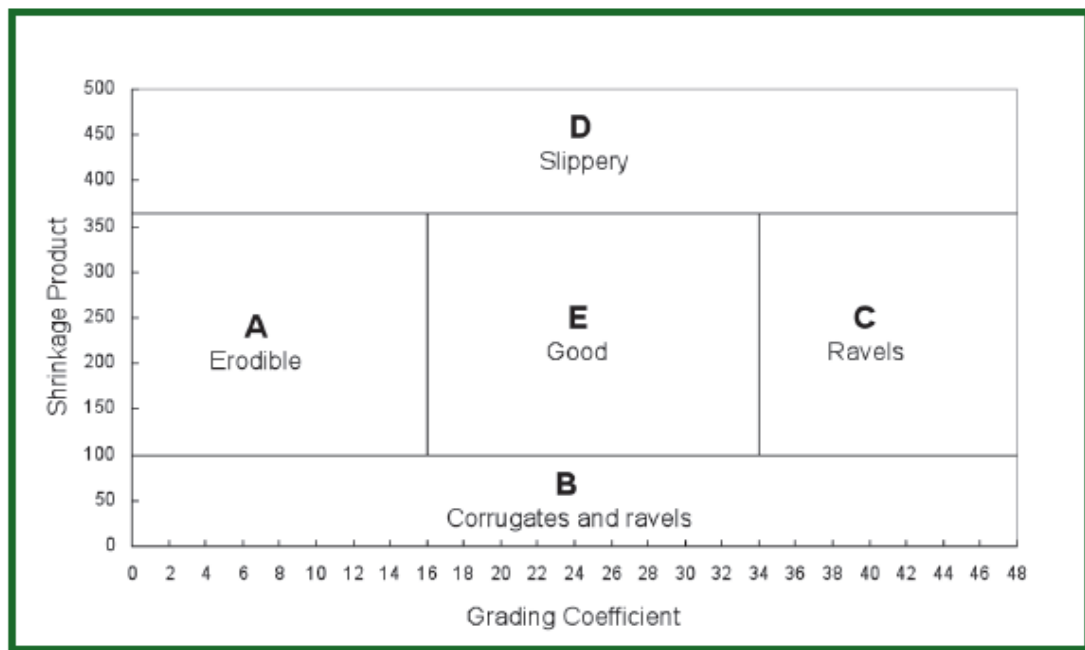 500
D
450
Slippery
400
350
300
A
E
C
250
Erodible
Good
Ravels
200
150
100
B
50
Corrugates and ravels
0
0 2 4 6 8 10 12 14 16 18 20 22 24 26 28 30 32 34 36 38 40 42 44 46 48
Shrinkage Product
Grading Coefficient